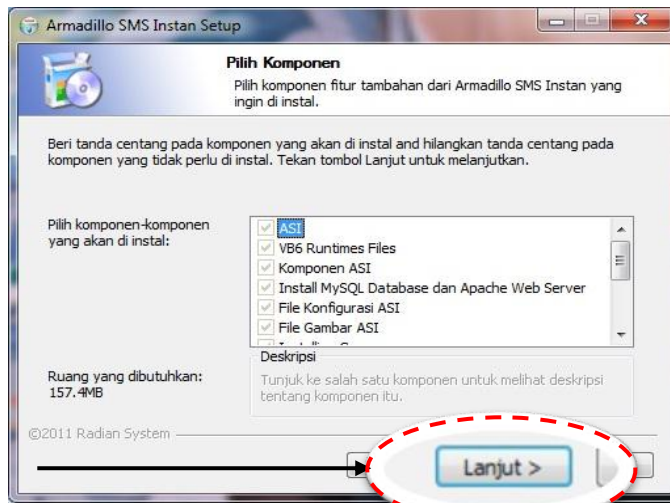 Armadillo SMS Instan Setup
Pilih Komponen
Pilih komponen fitur tambahan dari Armadillo SMS Instan yang
ingin di instal.
Beri tanda centang pada komponen yang akan di instal and hilangkan tanda centang pada
komponen yang tidak perlu di instal. Tekan tombol Lanjut untuk melanjutkan.
Pilih komponen-komponen
yang akan di instal:
ASI
VB6 Runtimes Files
Komponen ASI
Install MySQL Database dan Apache Web Server
File Konfigurasi ASI
File Gambar ASI
Ruang yang dibutuhkan:
157.4MB
Deskripsi
Tunjuk ke salah satu komponen untuk melihat deskripsi
tentang komponen itu.
©2011 Radian System
Lanjut >